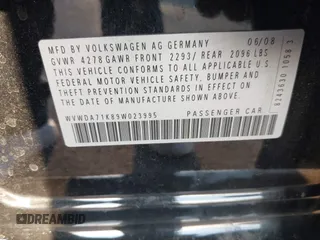 MFD BY VOLKSWAGEN AG GERMANY 06/08
GVWR 4278 GAWR FRONT 2293/ REAR 2096 LBS
THIS VEHICLE CONFORMS TO ALL APPLICABLE US
FEDERAL MOTOR VEHICLE SAFETY, BUMPER, AND
THEFT PREVENTION STANDARDS IN EFFECT ON
THE DATE OF MANUFACTURE SHOWN ABOVE.
WVWDA71K89W023995 PASSENGER CAR
DREAMBID